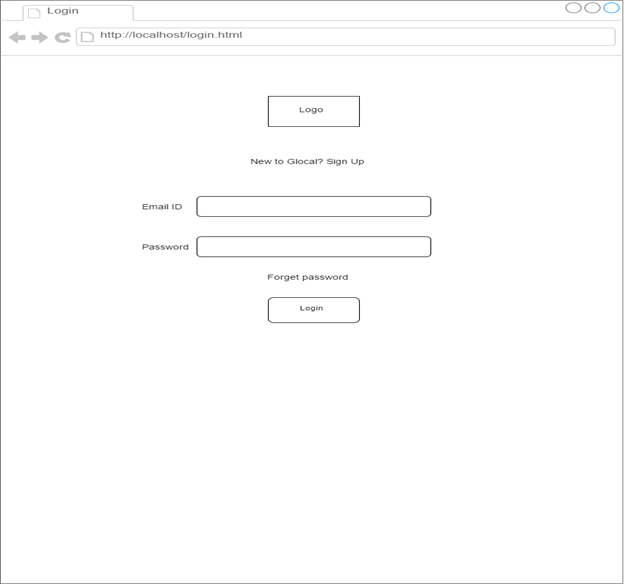 Login
http://localhost/login.html
Logo
New to Glocal? Sign Up
Email ID
Password
Forget password
Login